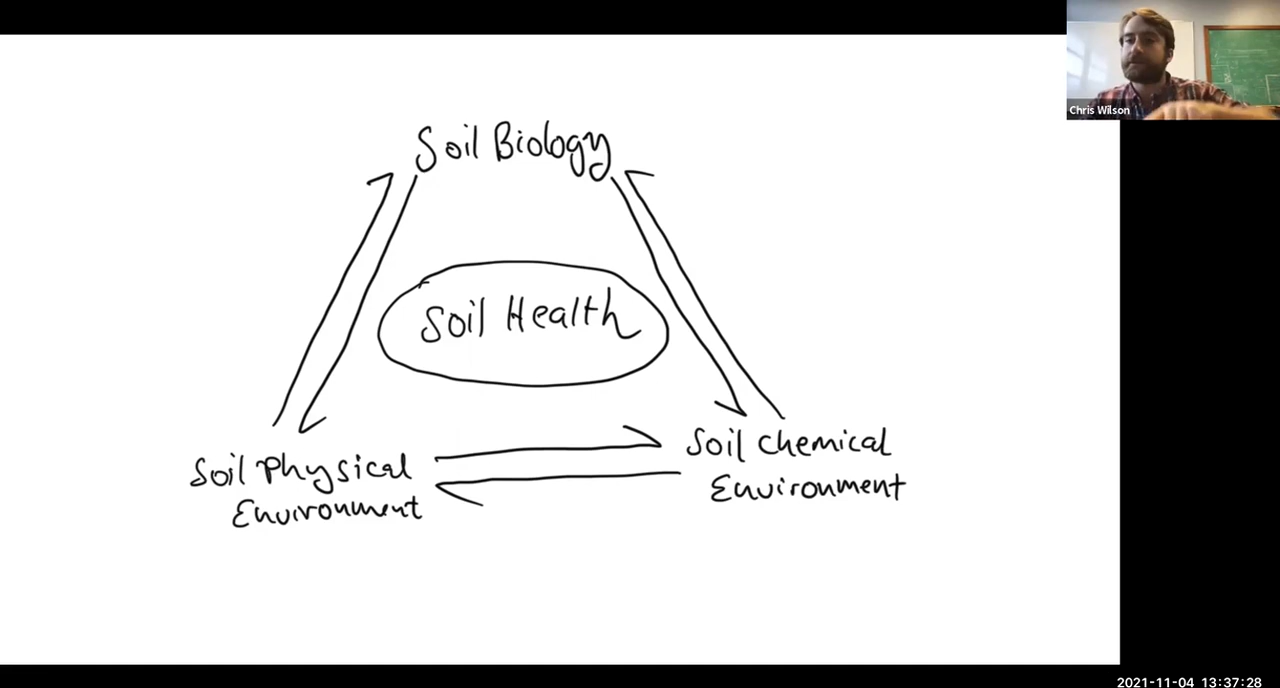 Chris Wilson
Soil Biology
Soil Health
Soil Physical
Environment
Soil Chemical
Environment
2021-11-04 13:37:28